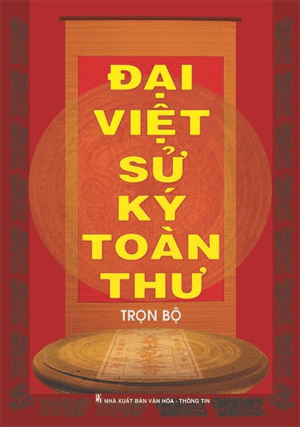 ĐẠI
VIỆT
SỬ
KÝ
TOÀN
THƯ
TRỌN BỘ
NHÀ XUẤT BẢN VĂN HÓA - THÔNG TIN